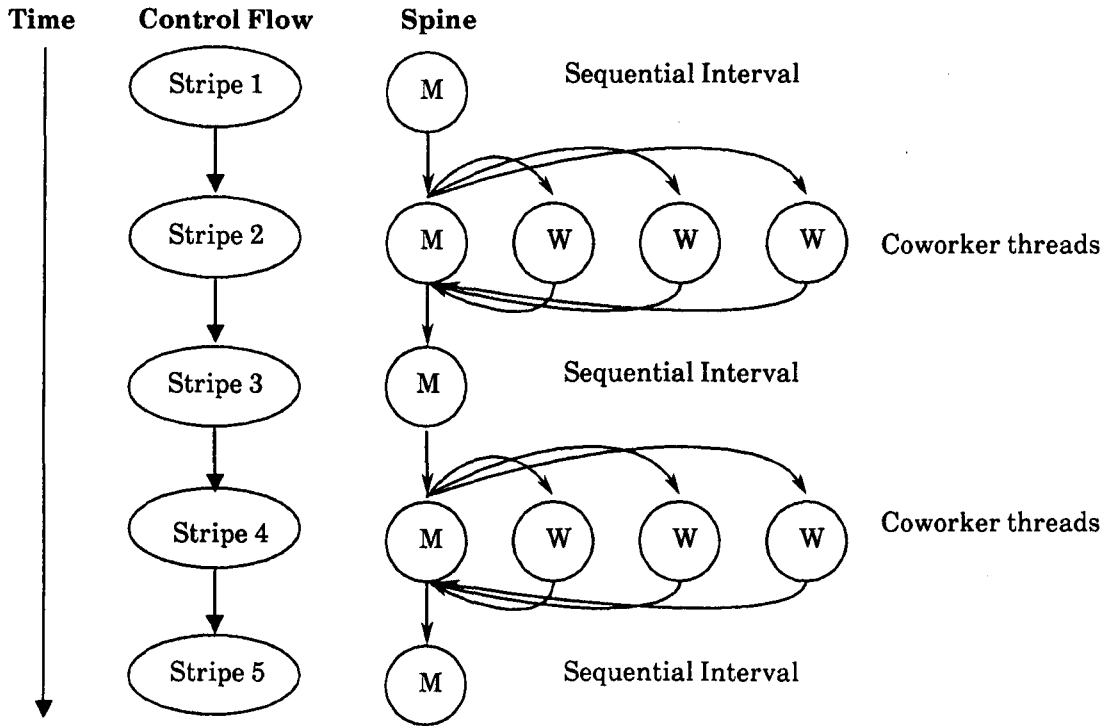 Time Control Flow Spine
Stripe 1 M Sequential Interval
Stripe 2 M W W W Coworker threads
Stripe 3 M Sequential Interval
Stripe 4 M W W W Coworker threads
Stripe 5 M Sequential Interval